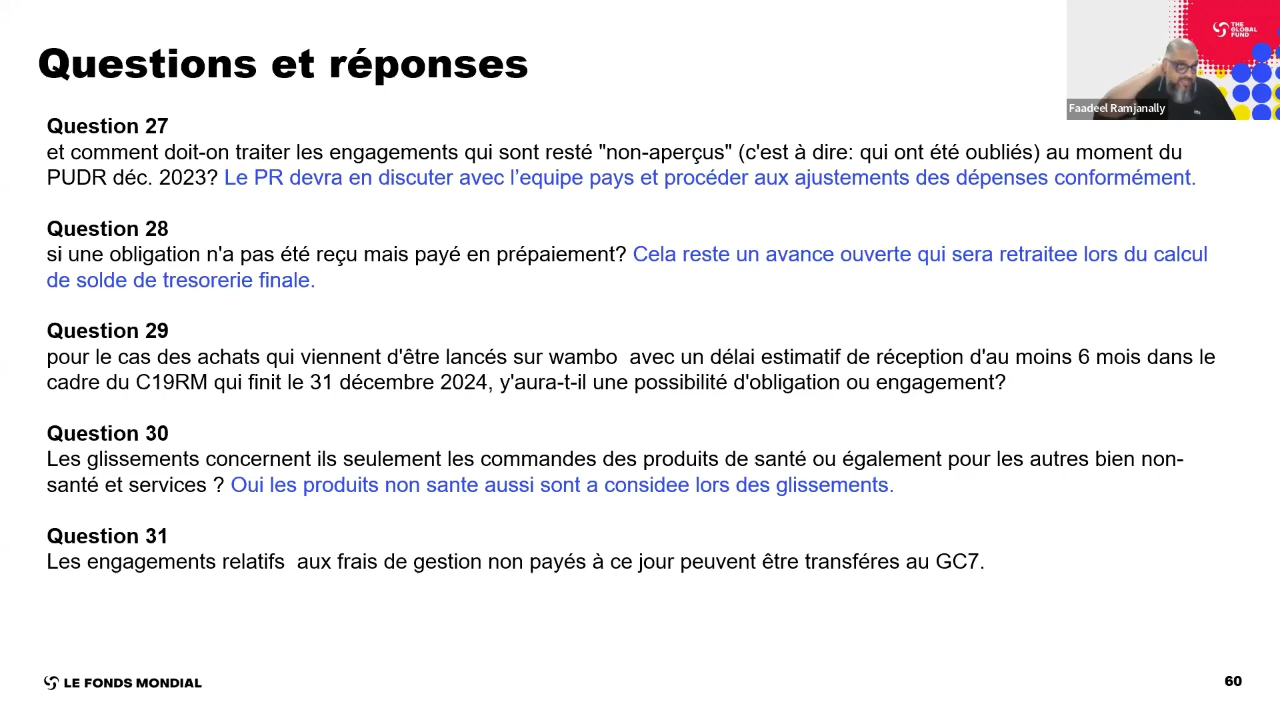 Questions et réponses
THE
GLOBAL
FUND
Faadeel Ramjanally
Question 27
et comment doit-on traiter les engagements qui sont resté "non-aperçus" (c'est à dire: qui ont été oubliés) au moment du
PUDR déc. 2023? Le PR devra en discuter avec l’equipe pays et procéder aux ajustements des dépenses conformément.
Question 28
si une obligation n'a pas été reçu mais payé en prépaiement? Cela reste un avance ouverte qui sera retraitee lors du calcul
de solde de tresorerie finale.
Question 29
pour le cas des achats qui viennent d'être lancés sur wambo  avec un délai estimatif de réception d'au moins 6 mois dans le
cadre du C19RM qui finit le 31 décembre 2024, y'aura-t-il une possibilité d'obligation ou engagement?
Question 30
Les glissements concernent ils seulement les commandes des produits de santé ou également pour les autres bien non-
santé et services ? Oui les produits non sante aussi sont a considee lors des glissements.
Question 31
Les engagements relatifs  aux frais de gestion non payés à ce jour peuvent être transféres au GC7.
LE FONDS MONDIAL
60